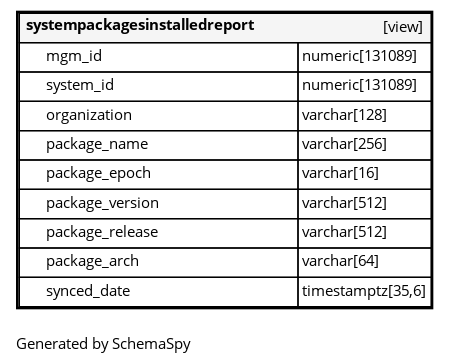 systempackagesinstalledreport [view]
mgm_id numeric[131089]
system_id numeric[131089]
organization varchar[128]
package_name varchar[256]
package_epoch varchar[16]
package_version varchar[512]
package_release varchar[512]
package_arch varchar[64]
synced_date timestamptz[35,6]
Generated by SchemaSpy